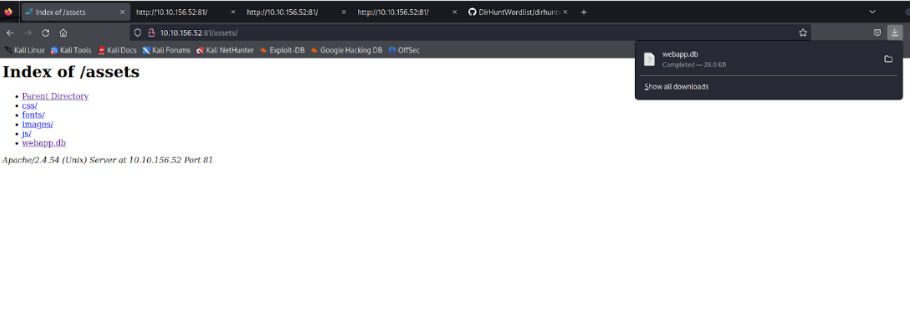 Index of /assets
http://10.10.156.52:81/
http://10.10.156.52:81/
http://10.10.156.52:81/
DirHuntWordlist/dirhunt
10.10.156.52:81/assets/
Kali Linux Kali Tools Kali Docs Kali Forums Kali NetHunter Exploit-DB Google Hacking DB OffSec
webapp.db
Completed — 28.0 KB
Show all downloads
Index of /assets
Parent Directory
css/
fonts/
images/
js/
webapp.db
Apache/2.4.54 (Unix) Server at 10.10.156.52 Port 81